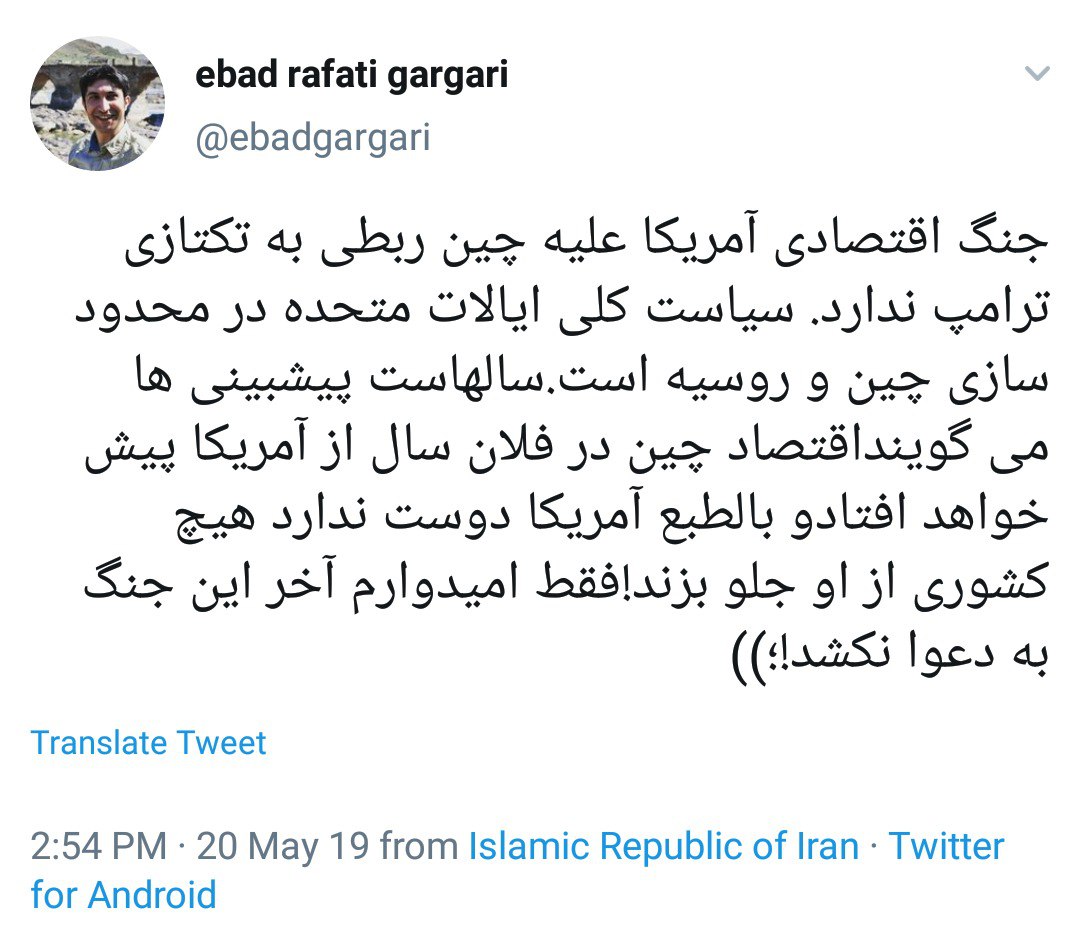 ebad rafati gargari
@ebadgargari
جنگ اقتصادی آمریکا علیه چین ربطی به تکتازی
ترامپ ندارد. سیاست کلی ایالات متحده در محدود
سازی چین و روسیه است.سالهاست پیشبینی ها
می گوینداقتصاد چین در فلان سال از آمریکا پیش
خواهد افتادو بالطبع آمریکا دوست ندارد هیچ
کشوری از او جلو بزند!فقط امیدوارم آخر این جنگ
به دعوا نکشد!؛))
Translate Tweet
2:54 PM · 20 May 19 from Islamic Republic of Iran · Twitter
for Android